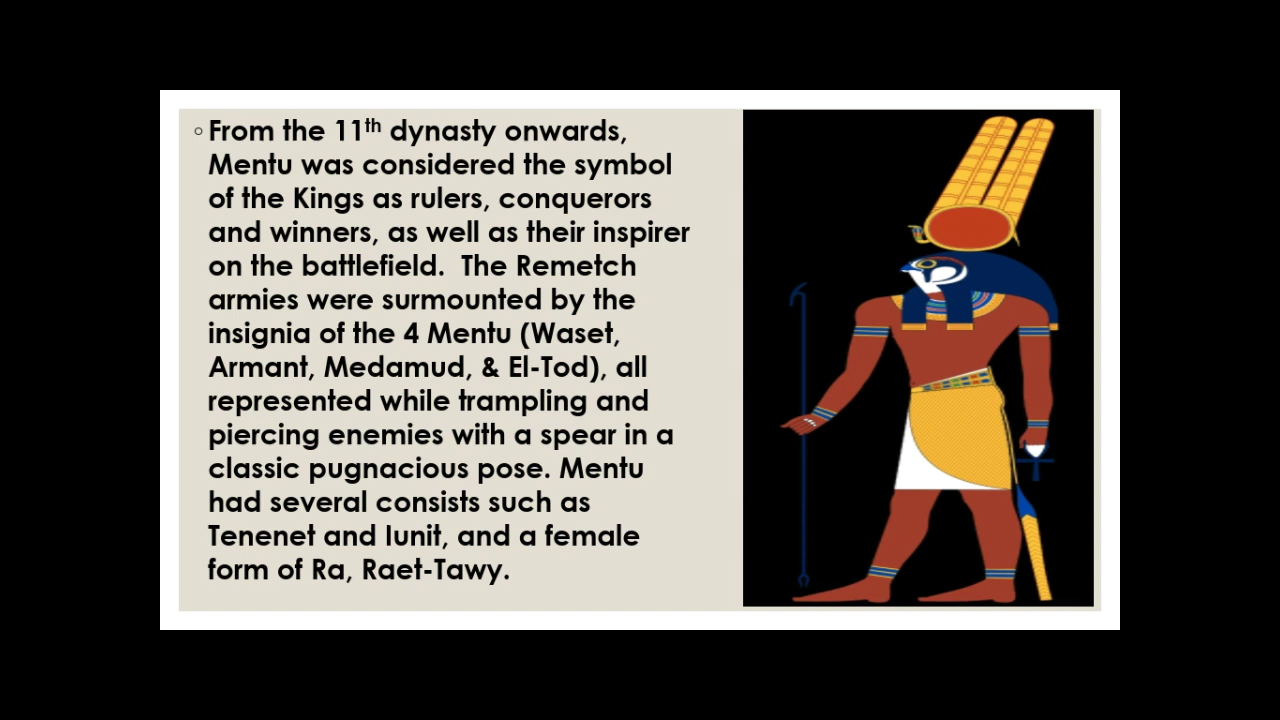 ◦ From the 11th dynasty onwards,
Mentu was considered the symbol
of the Kings as rulers, conquerors
and winners, as well as their inspirer
on the battlefield.  The Remetch
armies were surmounted by the
insignia of the 4 Mentu (Waset,
Armant, Medamud, & El-Tod), all
represented while trampling and
piercing enemies with a spear in a
classic pugnacious pose. Mentu
had several consists such as
Tenenet and Iunit, and a female
form of Ra, Raet-Tawy.